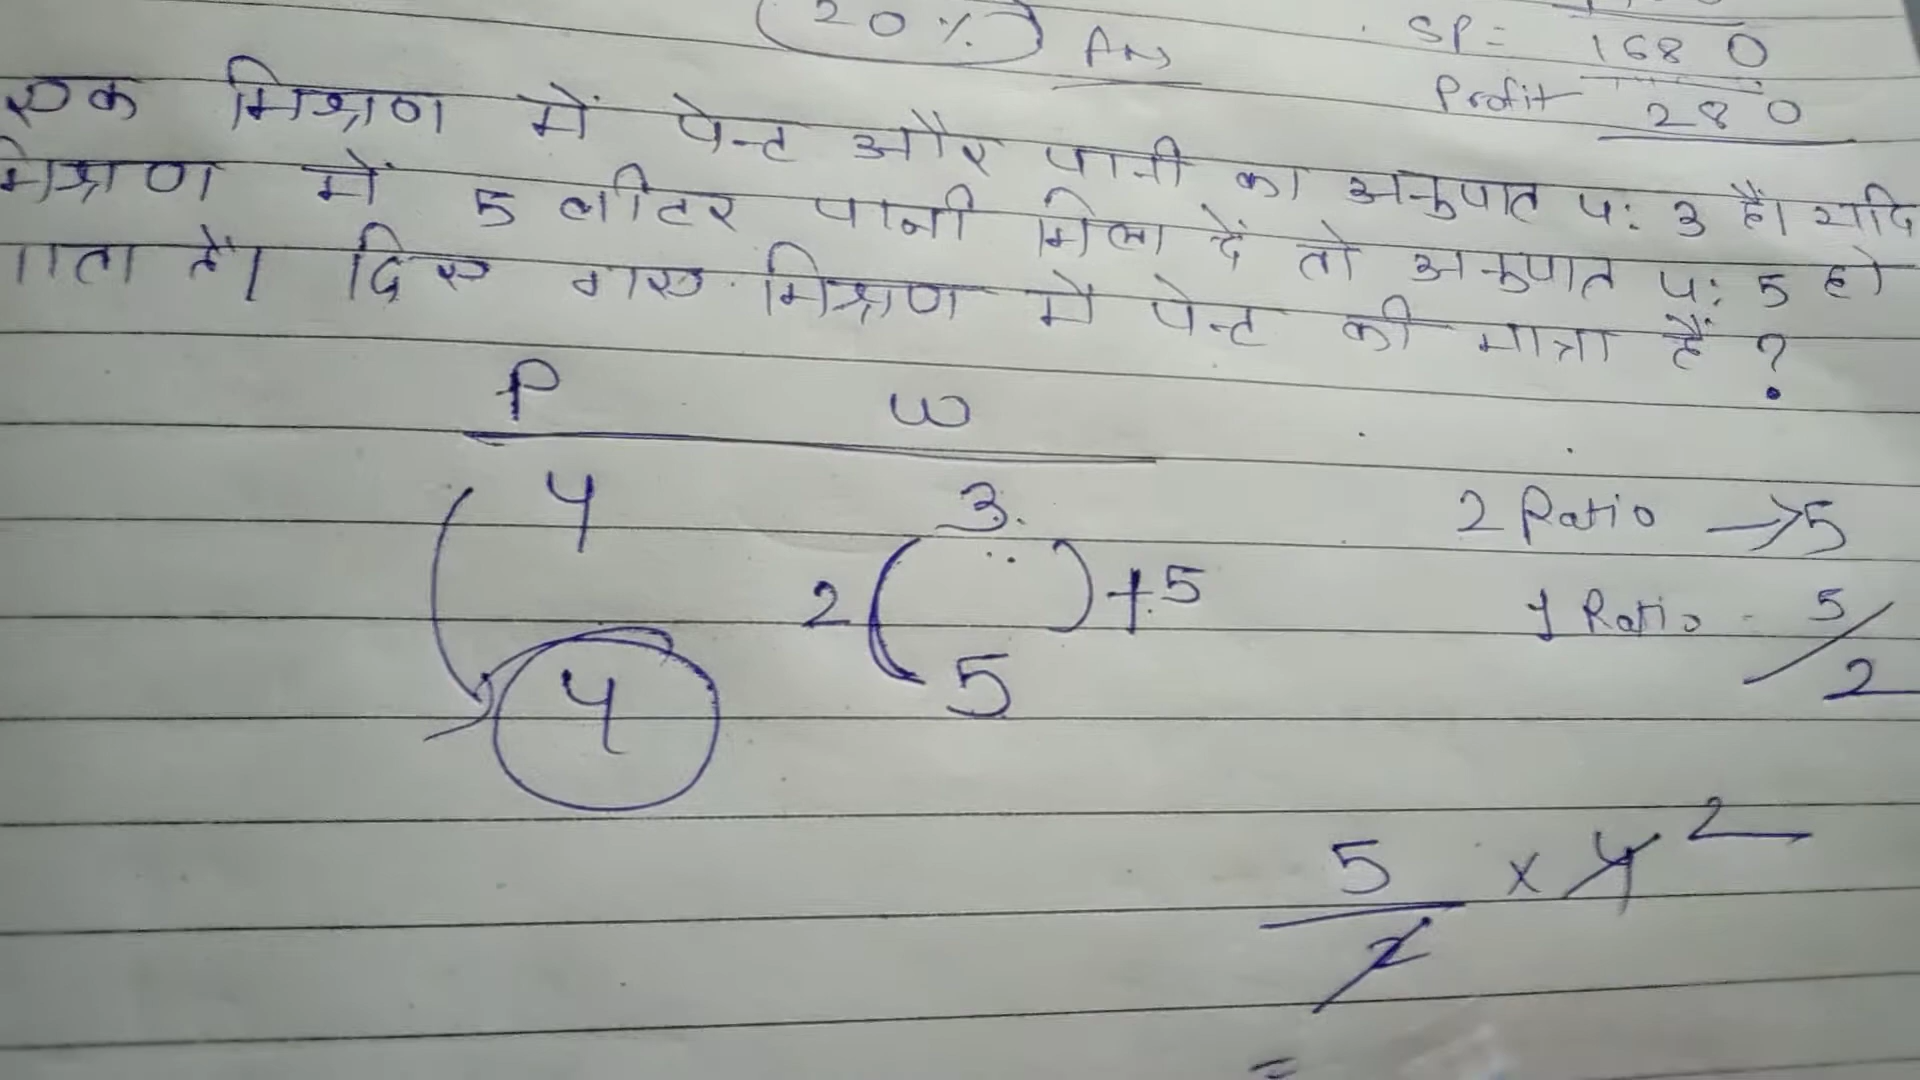 20% Ans
SP = 1680
Profit 280
एक मिश्रण में पेन्ट और पानी का अनुपात 4: 3 है। यदि
मिश्रण में 5 लीटर पानी मिला दें तो अनुपात 4: 5 हो
जाता है। दिए गए मिश्रण में पेन्ट की मात्रा है ?
P W
4 3
2 ( ) +5
4 5
2 Ratio → 5
1 Ratio - 5/2
5/2 × 4 2
=